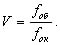 V = f_об / f_ок .